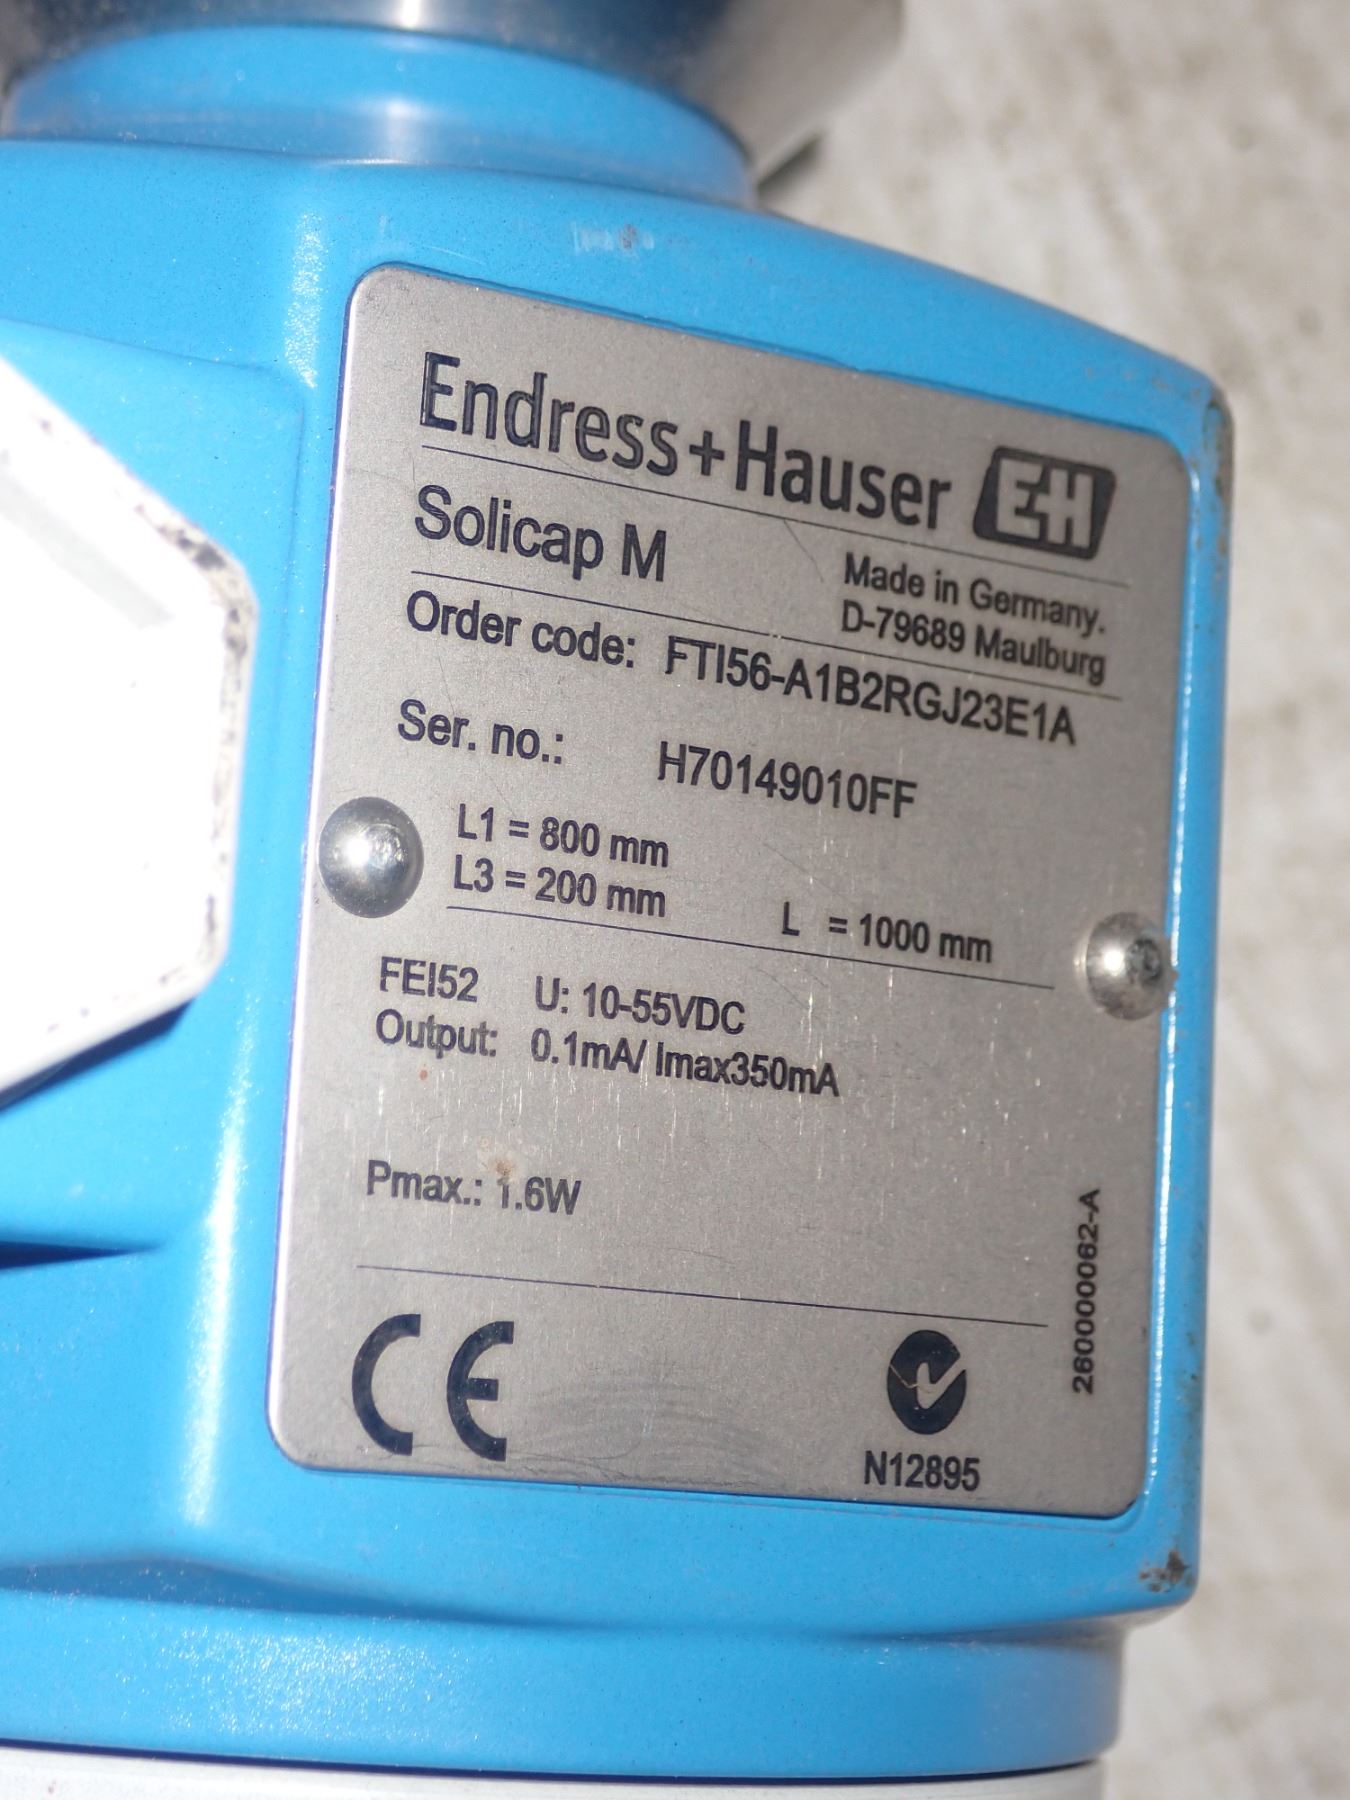 Endress+Hauser EH
Solicap M
Made in Germany.
D-79689 Maulburg
Order code: FTI56-A1B2RGJ23E1A
Ser. no.: H70149010FF
L1 = 800 mm
L3 = 200 mm
L = 1000 mm
FEI52 U: 10-55VDC
Output: 0.1mA/ Imax350mA
Pmax.: 1.6W
260000062-A
CE
N12895